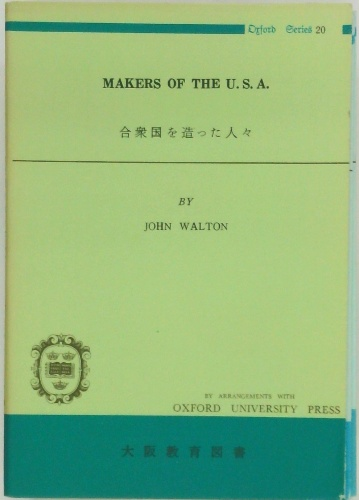 Oxford Series 20
MAKERS OF THE U. S. A.
合衆国を造った人々
BY
JOHN WALTON
BY ARRANGEMENTS WITH
OXFORD UNIVERSITY PRESS
大阪教育図書